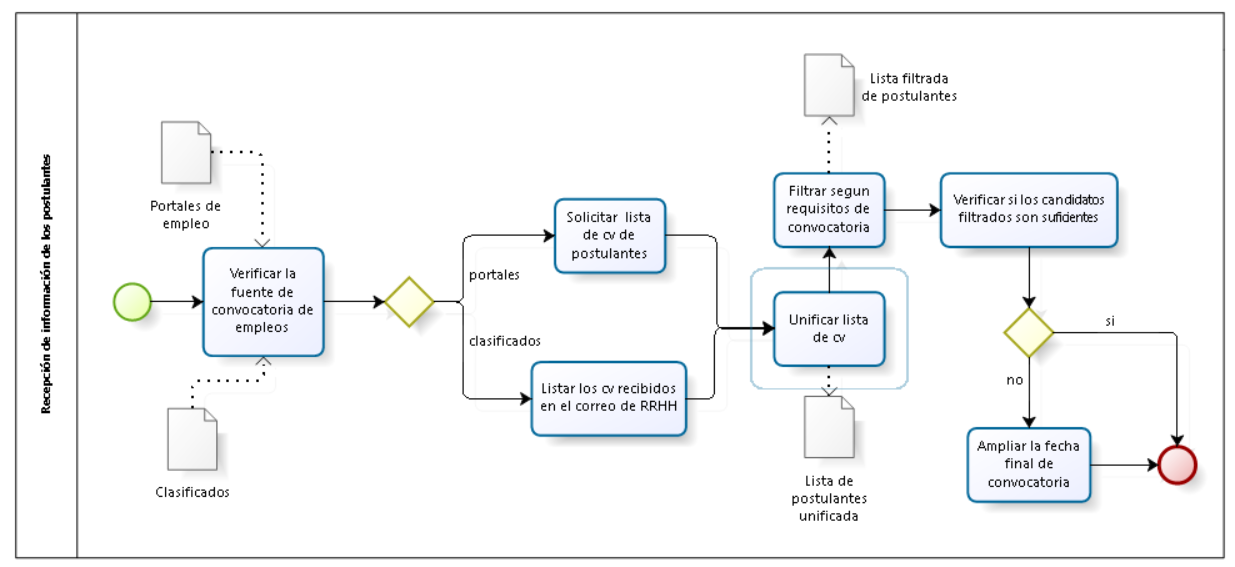 Recepción de información de los postulantes
Portales de
empleo
Verificar la
fuente de
convocatoria de
empleos
Clasificados
portales
clasificados
Solicitar lista
de cv de
postulantes
Listar los cv recibidos
en el correo de RRHH
Lista filtrada
de postulantes
Filtrar segun
requisitos de
convocatoria
Unificar lista
de cv
Lista de
postulantes
unificada
Verificar si los candidatos
filtrados son suficientes
si
no
Ampliar la fecha
final de
convocatoria